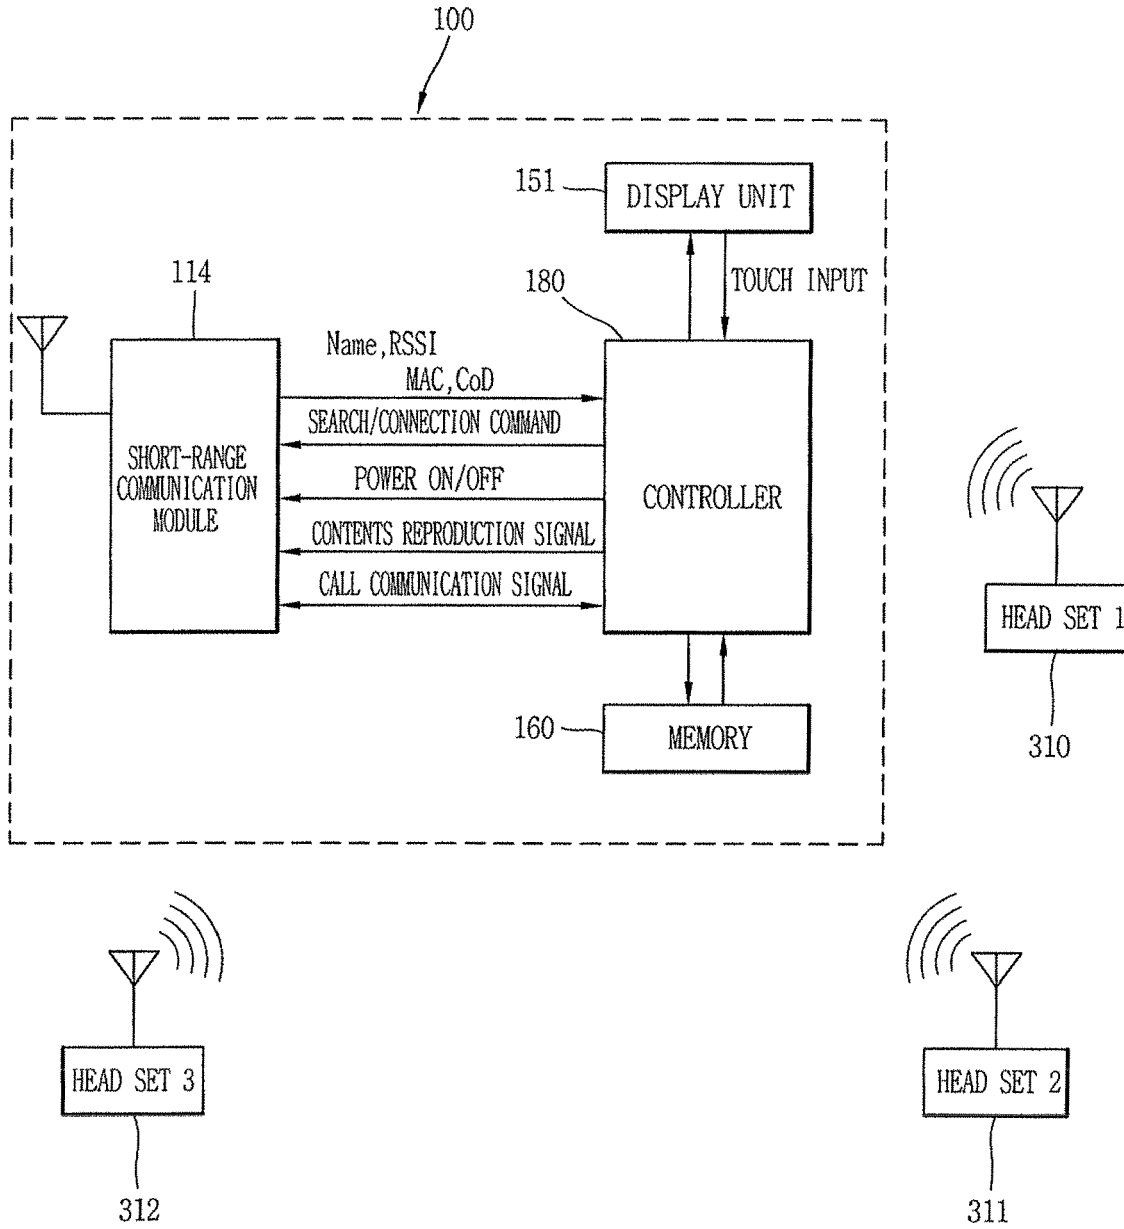 100
151
DISPLAY UNIT
114
180
TOUCH INPUT
Name,RSSI
MAC,CoD
SEARCH/CONNECTION COMMAND
SHORT-RANGE
COMMUNICATION
MODULE
POWER ON/OFF
CONTROLLER
CONTENTS REPRODUCTION SIGNAL
CALL COMMUNICATION SIGNAL
HEAD SET 1
160
MEMORY
310
HEAD SET 3
HEAD SET 2
312
311